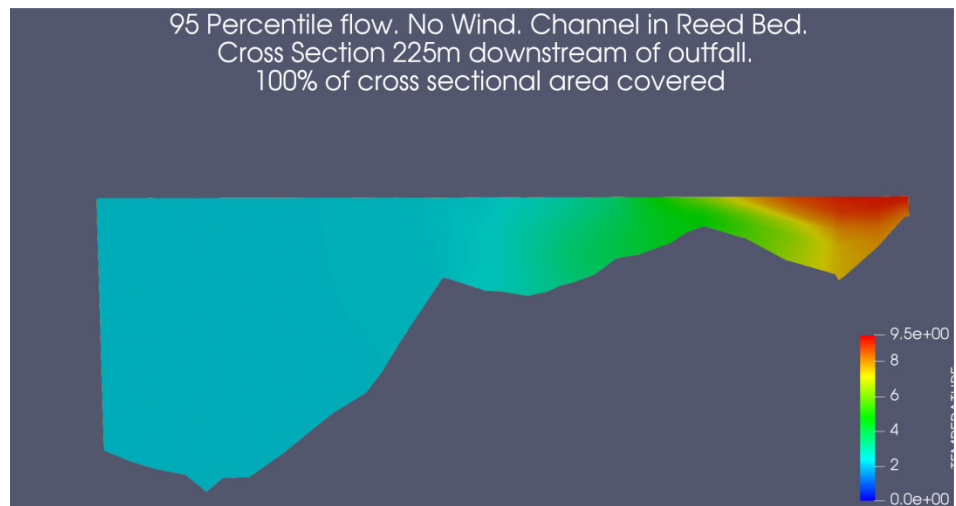 95 Percentile flow. No Wind. Channel in Reed Bed.
Cross Section 225m downstream of outfall.
100% of cross sectional area covered
9.5e+00
8
6
4
2
0.0e+00
TEMPERATURE